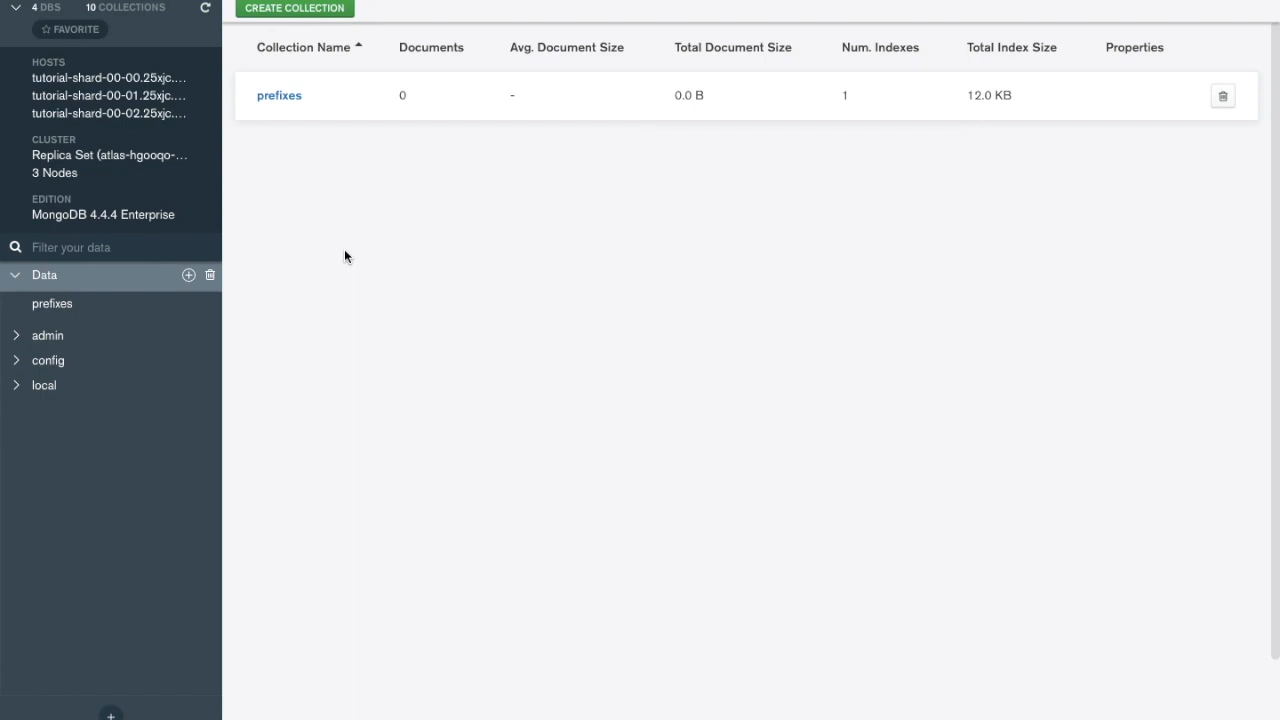 4 DBS 10 COLLECTIONS
FAVORITE
HOSTS
tutorial-shard-00-00.25xjc....
tutorial-shard-00-01.25xjc....
tutorial-shard-00-02.25xjc....
CLUSTER
Replica Set (atlas-hgooqo-...
3 Nodes
EDITION
MongoDB 4.4.4 Enterprise
Filter your data
Data
prefixes
admin
config
local
CREATE COLLECTION
Collection Name Documents Avg. Document Size Total Document Size Num. Indexes Total Index Size Properties
prefixes 0 - 0.0 B 1 12.0 KB